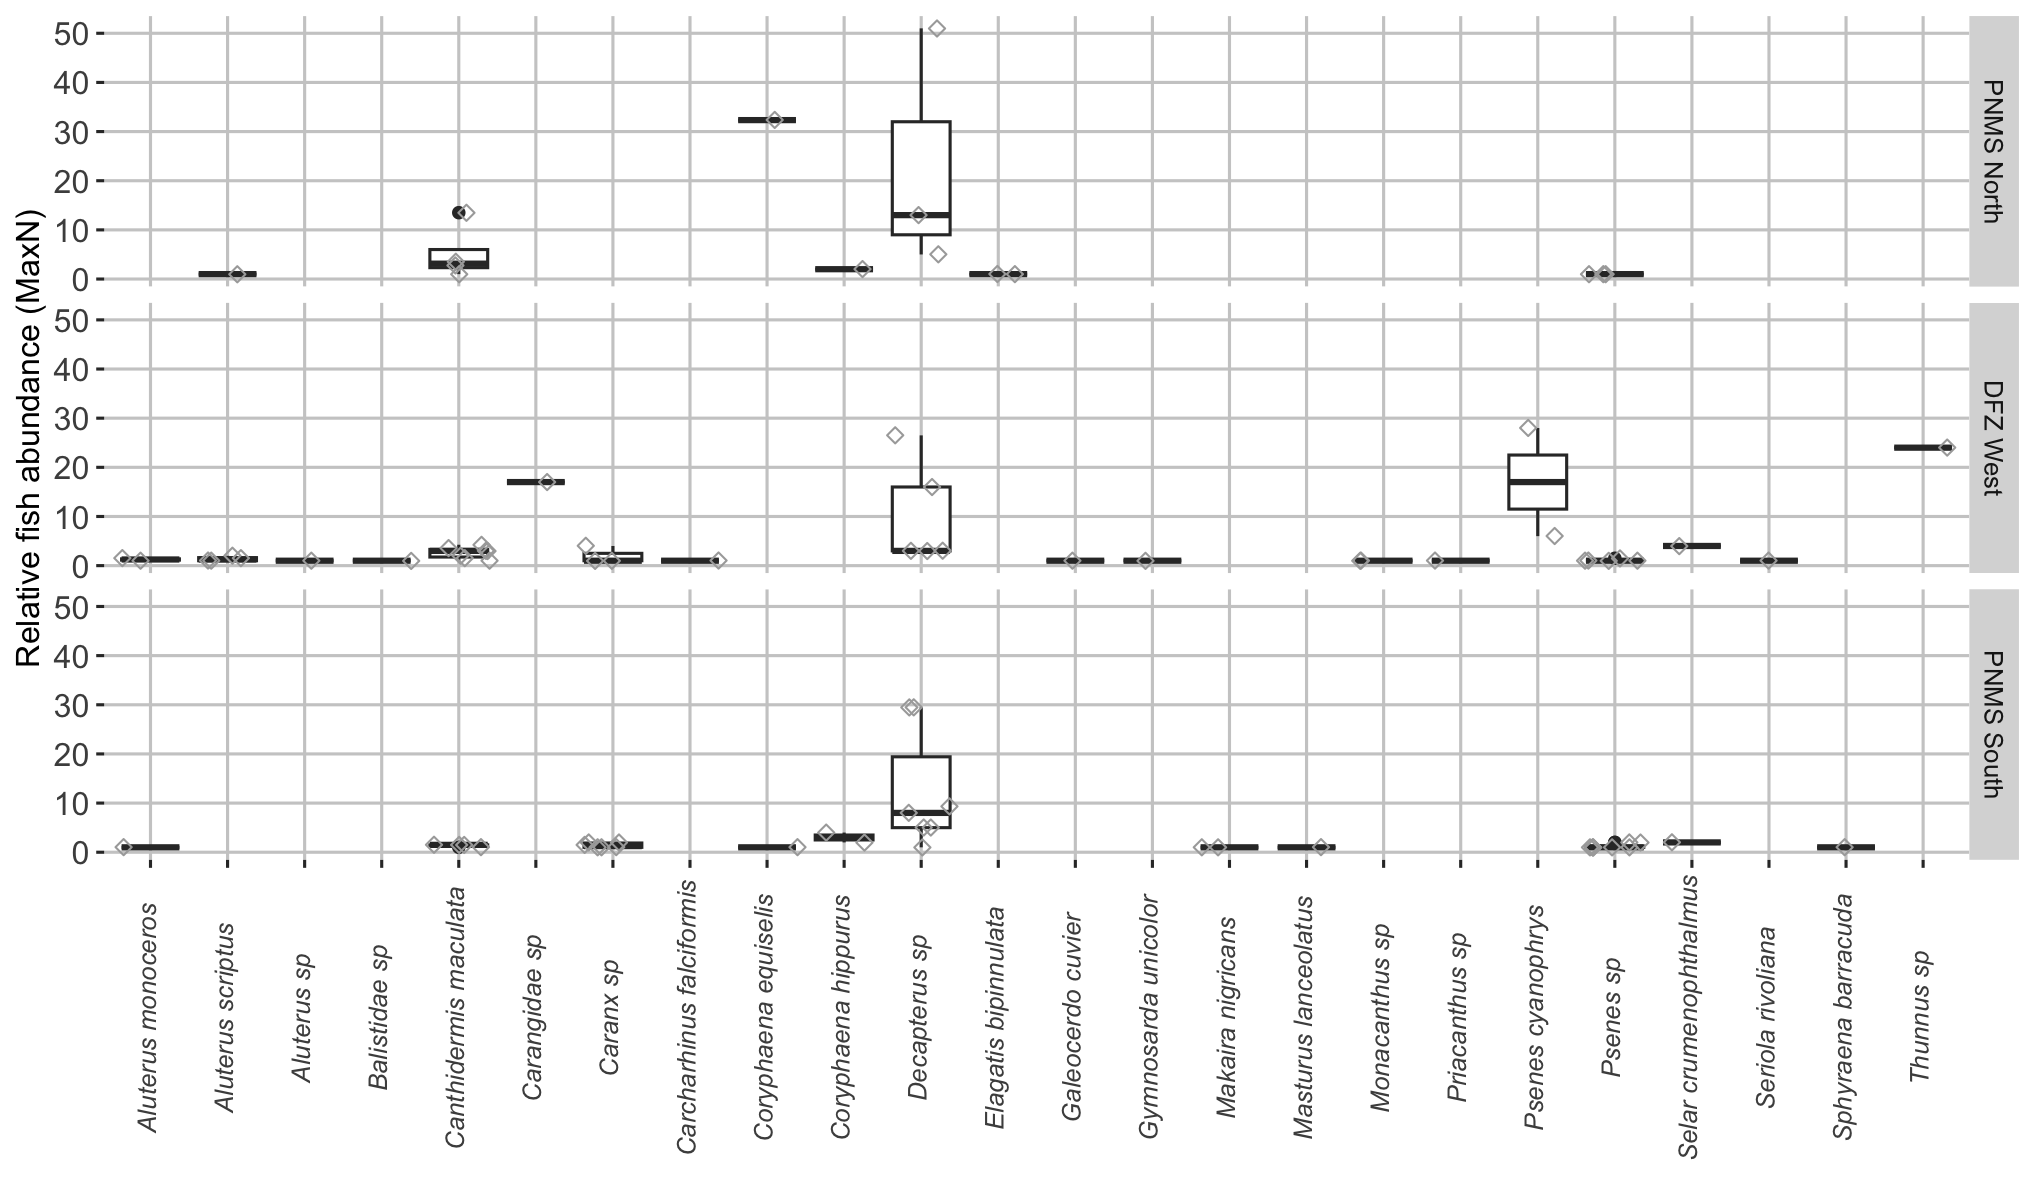 Relative fish abundance (MaxN)
50
40
30
20
10
0
PNMS North
50
40
30
20
10
0
DFZ West
50
40
30
20
10
0
PNMS South
Aluterus monoceros
Aluterus scriptus
Aluterus sp
Balistidae sp
Canthidermis maculata
Carangidae sp
Caranx sp
Carcharhinus falciformis
Coryphaena equiselis
Coryphaena hippurus
Decapterus sp
Elagatis bipinnulata
Galeocerdo cuvier
Gymnosarda unicolor
Makaira nigricans
Masturus lanceolatus
Monacanthus sp
Priacanthus sp
Psenes cyanophrys
Psenes sp
Selar crumenophthalmus
Seriola rivoliana
Sphyraena barracuda
Thunnus sp